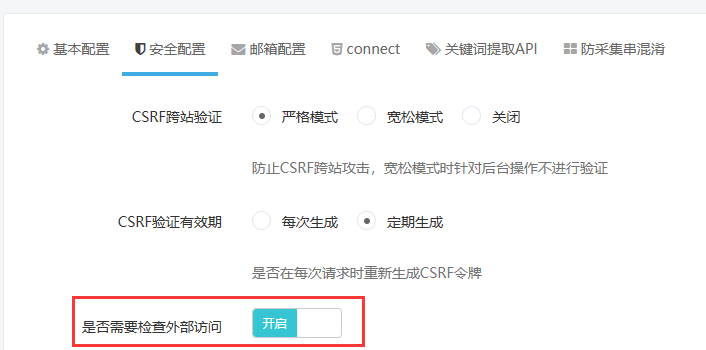 基本配置 安全配置 邮箱配置 connect 关键词提取API 防采集串混淆
CSRF跨站验证 严格模式 宽松模式 关闭
防止CSRF跨站攻击，宽松模式时针对后台操作不进行验证
CSRF验证有效期 每次生成 定期生成
是否在每次请求时重新生成CSRF令牌
是否需要检查外部访问 开启